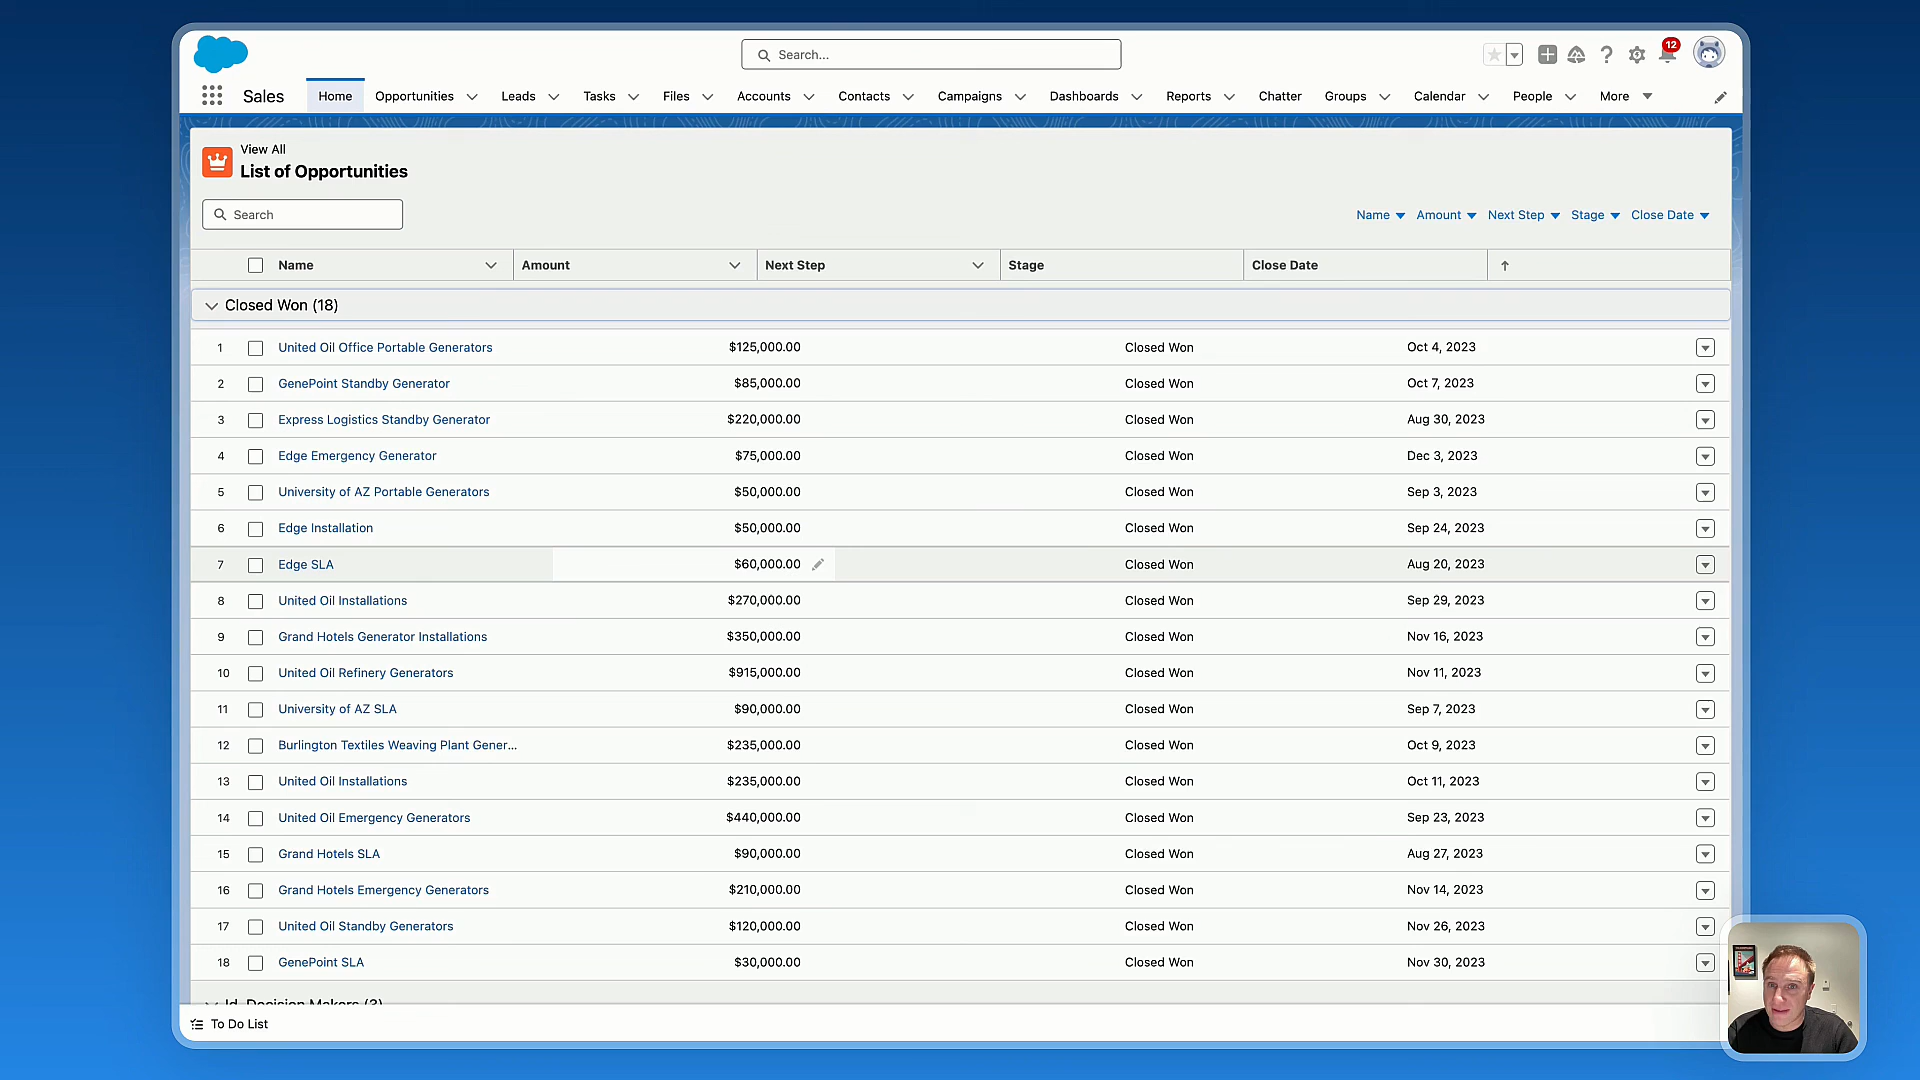 Search...
12
Sales Home Opportunities Leads Tasks Files Accounts Contacts Campaigns Dashboards Reports Chatter Groups Calendar People More
View All
List of Opportunities
Search
Name Amount Next Step Stage Close Date
Name Amount Next Step Stage Close Date
Closed Won (18)
1 United Oil Office Portable Generators $125,000.00 Closed Won Oct 4, 2023
2 GenePoint Standby Generator $85,000.00 Closed Won Oct 7, 2023
3 Express Logistics Standby Generator $220,000.00 Closed Won Aug 30, 2023
4 Edge Emergency Generator $75,000.00 Closed Won Dec 3, 2023
5 University of AZ Portable Generators $50,000.00 Closed Won Sep 3, 2023
6 Edge Installation $50,000.00 Closed Won Sep 24, 2023
7 Edge SLA $60,000.00 Closed Won Aug 20, 2023
8 United Oil Installations $270,000.00 Closed Won Sep 29, 2023
9 Grand Hotels Generator Installations $350,000.00 Closed Won Nov 16, 2023
10 United Oil Refinery Generators $915,000.00 Closed Won Nov 11, 2023
11 University of AZ SLA $90,000.00 Closed Won Sep 7, 2023
12 Burlington Textiles Weaving Plant Gener... $235,000.00 Closed Won Oct 9, 2023
13 United Oil Installations $235,000.00 Closed Won Oct 11, 2023
14 United Oil Emergency Generators $440,000.00 Closed Won Sep 23, 2023
15 Grand Hotels SLA $90,000.00 Closed Won Aug 27, 2023
16 Grand Hotels Emergency Generators $210,000.00 Closed Won Nov 14, 2023
17 United Oil Standby Generators $120,000.00 Closed Won Nov 26, 2023
18 GenePoint SLA $30,000.00 Closed Won Nov 30, 2023
Id. Decision Makers (3)
To Do List